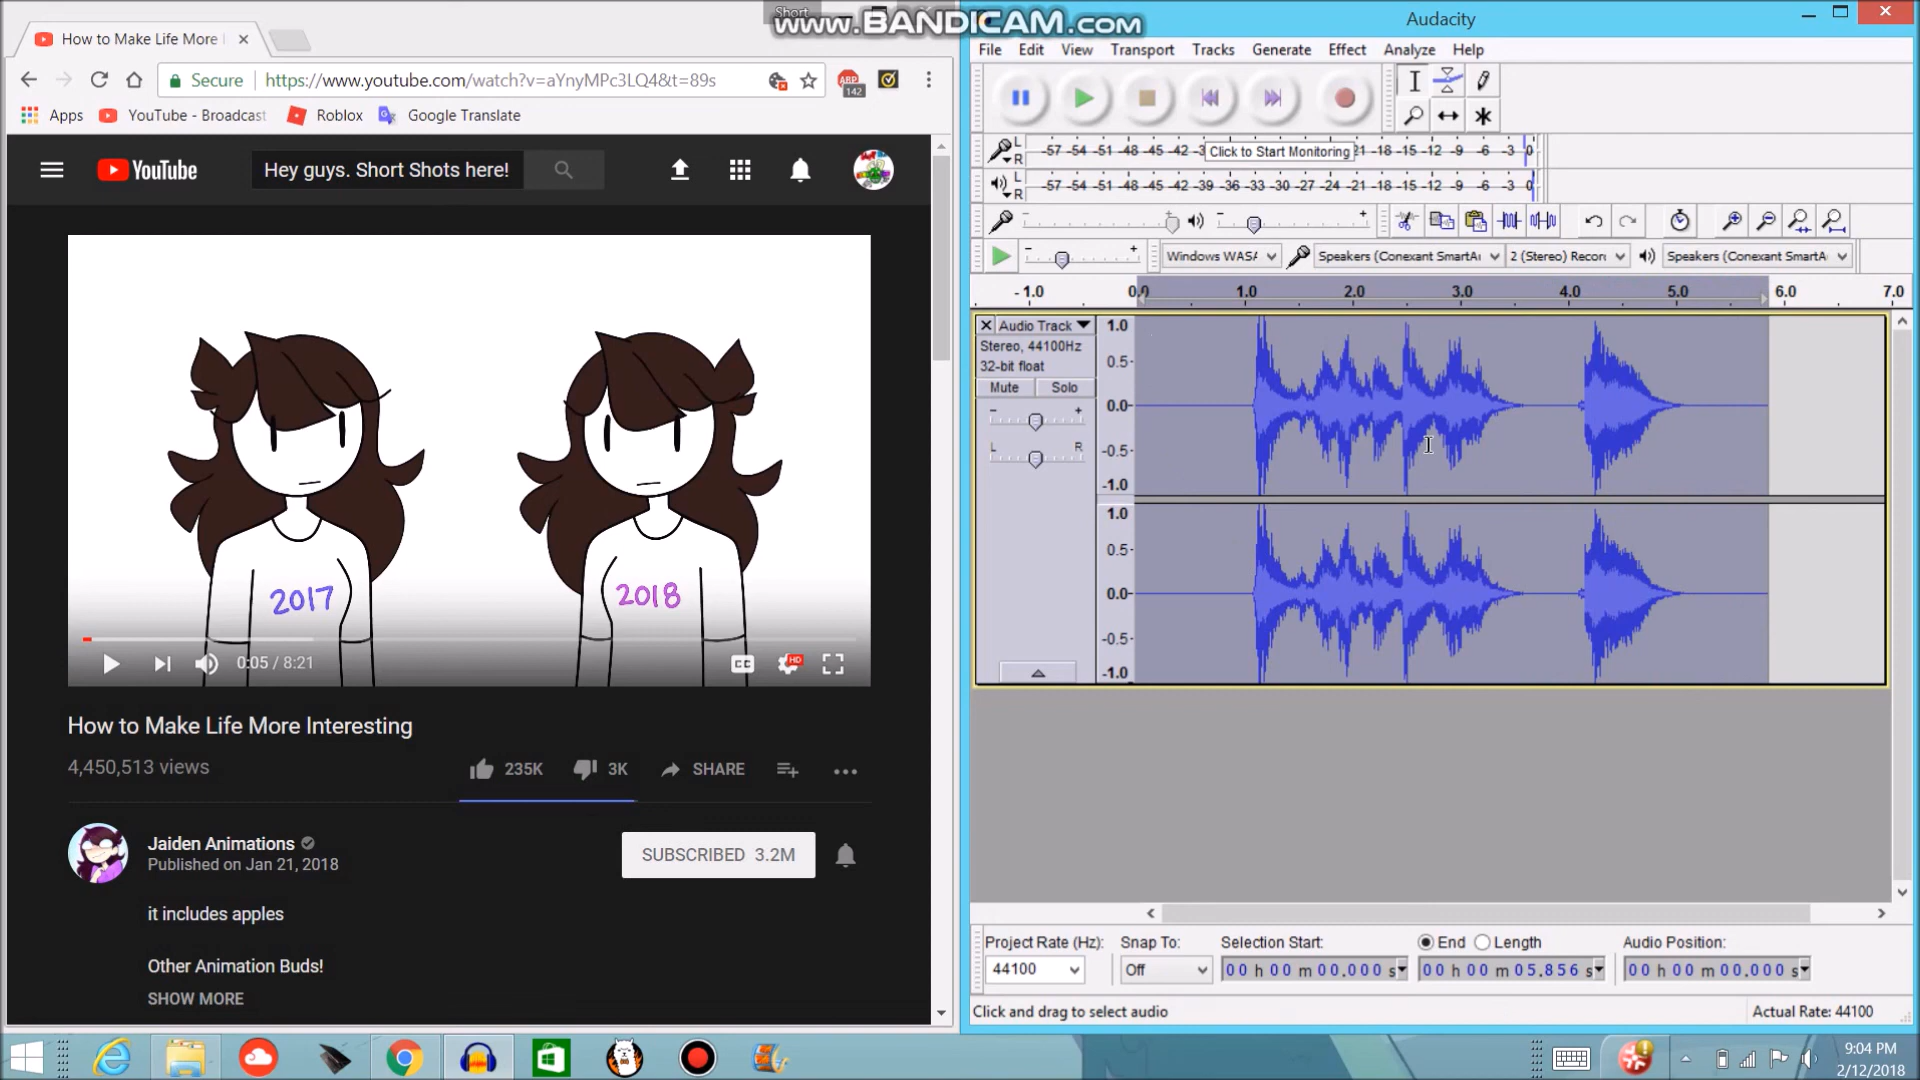 Short
www.BANDICAM.com
How to Make Life More
Secure
https://www.youtube.com/watch?v=aYnyMPc3LQ4&t=89s
ABP
142
Apps
YouTube - Broadcast
Roblox
Google Translate
YouTube
Hey guys. Short Shots here!
2017
2018
0:05 / 8:21
CC
HD
How to Make Life More Interesting
4,450,513 views
235K
3K
SHARE
Jaiden Animations
Published on Jan 21, 2018
SUBSCRIBED 3.2M
it includes apples
Other Animation Buds!
SHOW MORE
Audacity
File Edit View Transport Tracks Generate Effect Analyze Help
L
R
-57 -54 -51 -48 -45 -42 -3
Click to Start Monitoring
21 -18 -15 -12 -9 -6 -3 0
L
R
-57 -54 -51 -48 -45 -42 -39 -36 -33 -30 -27 -24 -21 -18 -15 -12 -9 -6 -3 0
Windows WASA
Speakers (Conexant SmartAu
2 (Stereo) Recor
Speakers (Conexant SmartA
-1.0 0.0 1.0 2.0 3.0 4.0 5.0 6.0 7.0
Audio Track
Stereo, 44100Hz
32-bit float
Mute Solo
L R
1.0
0.5
0.0
-0.5
-1.0
1.0
0.5
0.0
-0.5
-1.0
Project Rate (Hz):
44100
Snap To:
Off
Selection Start:
00 h 00 m 00.000 s
End Length
00 h 00 m 05.856 s
Audio Position:
00 h 00 m 00.000 s
Click and drag to select audio
Actual Rate: 44100
9:04 PM
2/12/2018